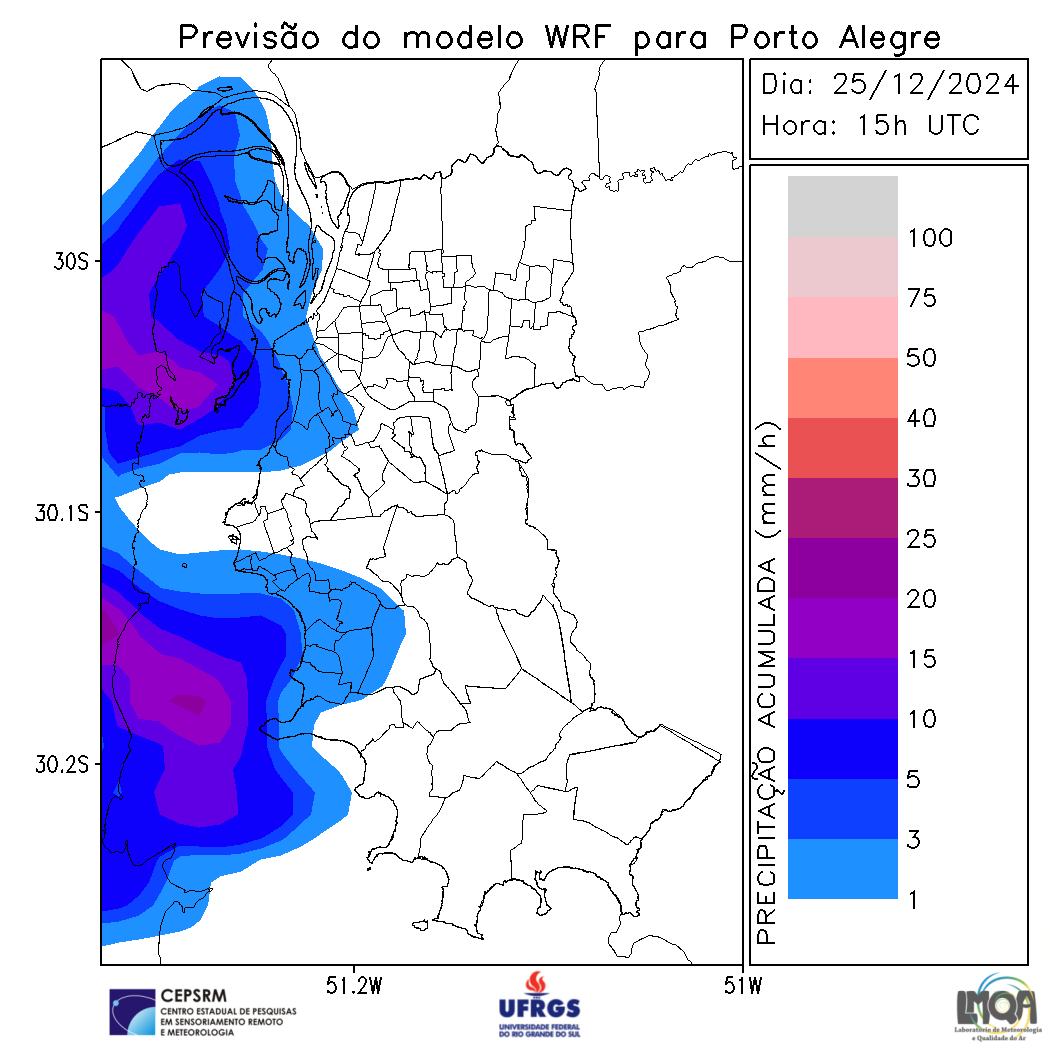 Previsão do modelo WRF para Porto Alegre
Dia: 25/12/2024
Hora: 15h UTC
30S
30.1S
30.2S
51.2W
51W
PRECIPITAÇÃO ACUMULADA (mm/h)
100
75
50
40
30
25
20
15
10
5
3
1
CEPSRM
CENTRO ESTADUAL DE PESQUISAS
EM SENSORIAMENTO REMOTO
E METEOROLOGIA
UFRGS
UNIVERSIDADE FEDERAL
DO RIO GRANDE DO SUL
LMQA
Laboratório de Meteorologia
e Qualidade do Ar